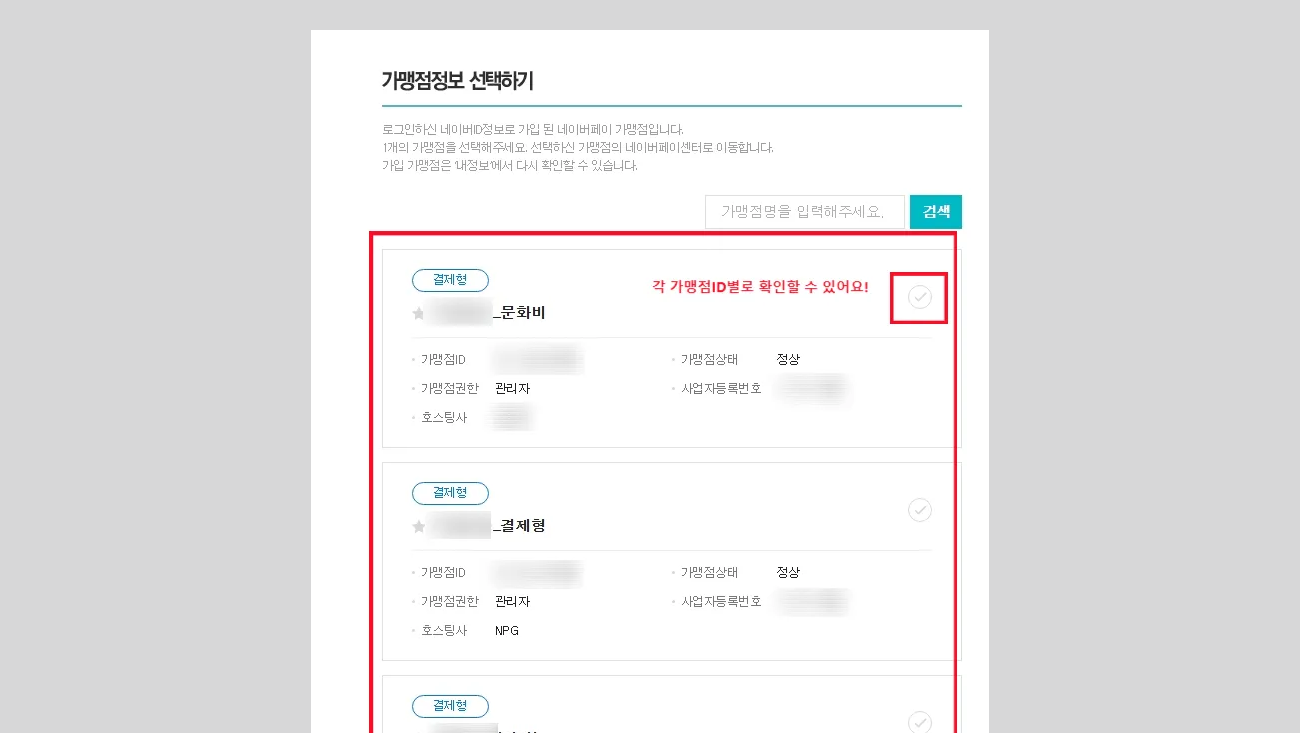 가맹점정보 선택하기
로그인하신 네이버ID정보로 가입 된 네이버페이 가맹점입니다.
1개의 가맹점을 선택해주세요. 선택하신 가맹점의 네이버페이센터로 이동합니다.
가입 가맹점은 '내정보'에서 다시 확인할 수 있습니다.
가맹점명을 입력해주세요. 검색
결제형
각 가맹점ID별로 확인할 수 있어요!
_문화비
가맹점ID
가맹점상태 정상
가맹점권한 관리자
사업자등록번호
호스팅사
결제형
_결제형
가맹점ID
가맹점상태 정상
가맹점권한 관리자
사업자등록번호
호스팅사 NPG
결제형